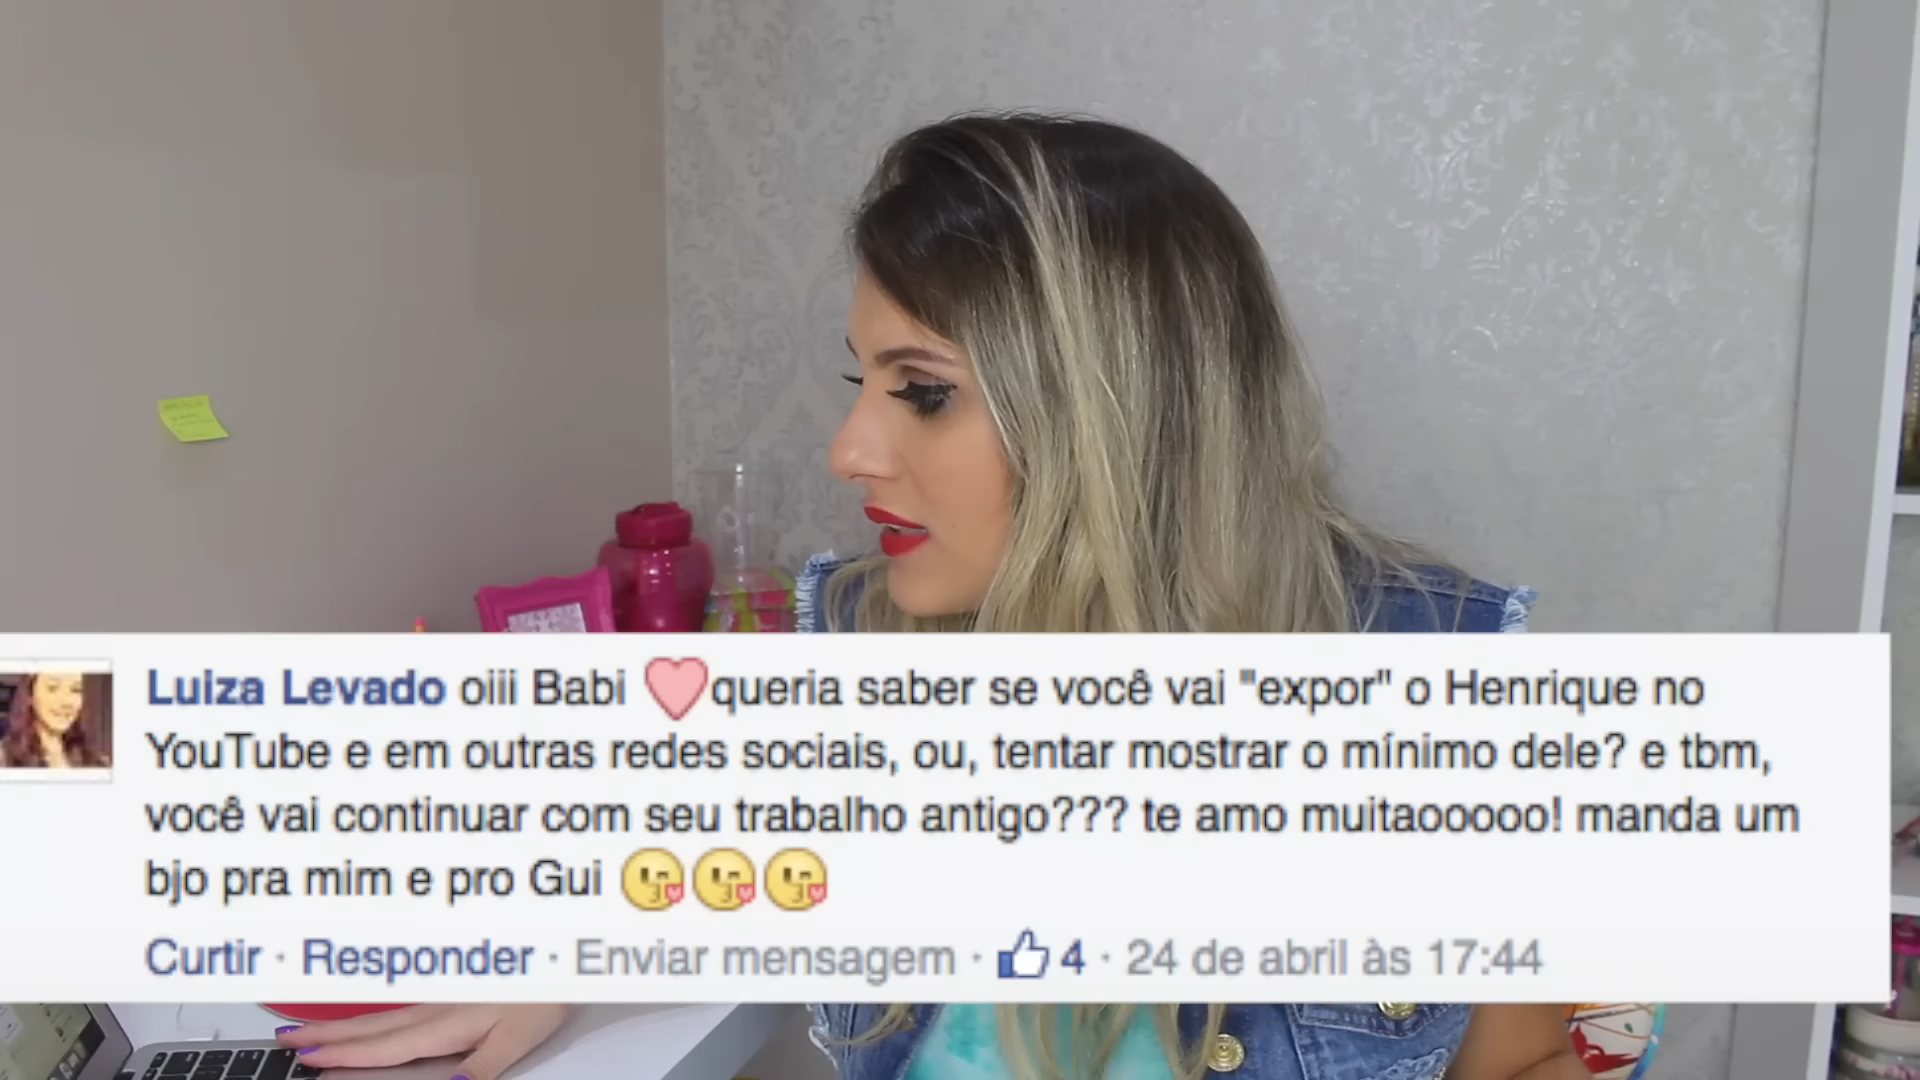 Luiza Levado oiii Babi queria saber se você vai "expor" o Henrique no
YouTube e em outras redes sociais, ou, tentar mostrar o mínimo dele? e tbm,
você vai continuar com seu trabalho antigo??? te amo muitaooooo! manda um
bjo pra mim e pro Gui
Curtir · Responder · Enviar mensagem · 4 · 24 de abril às 17:44